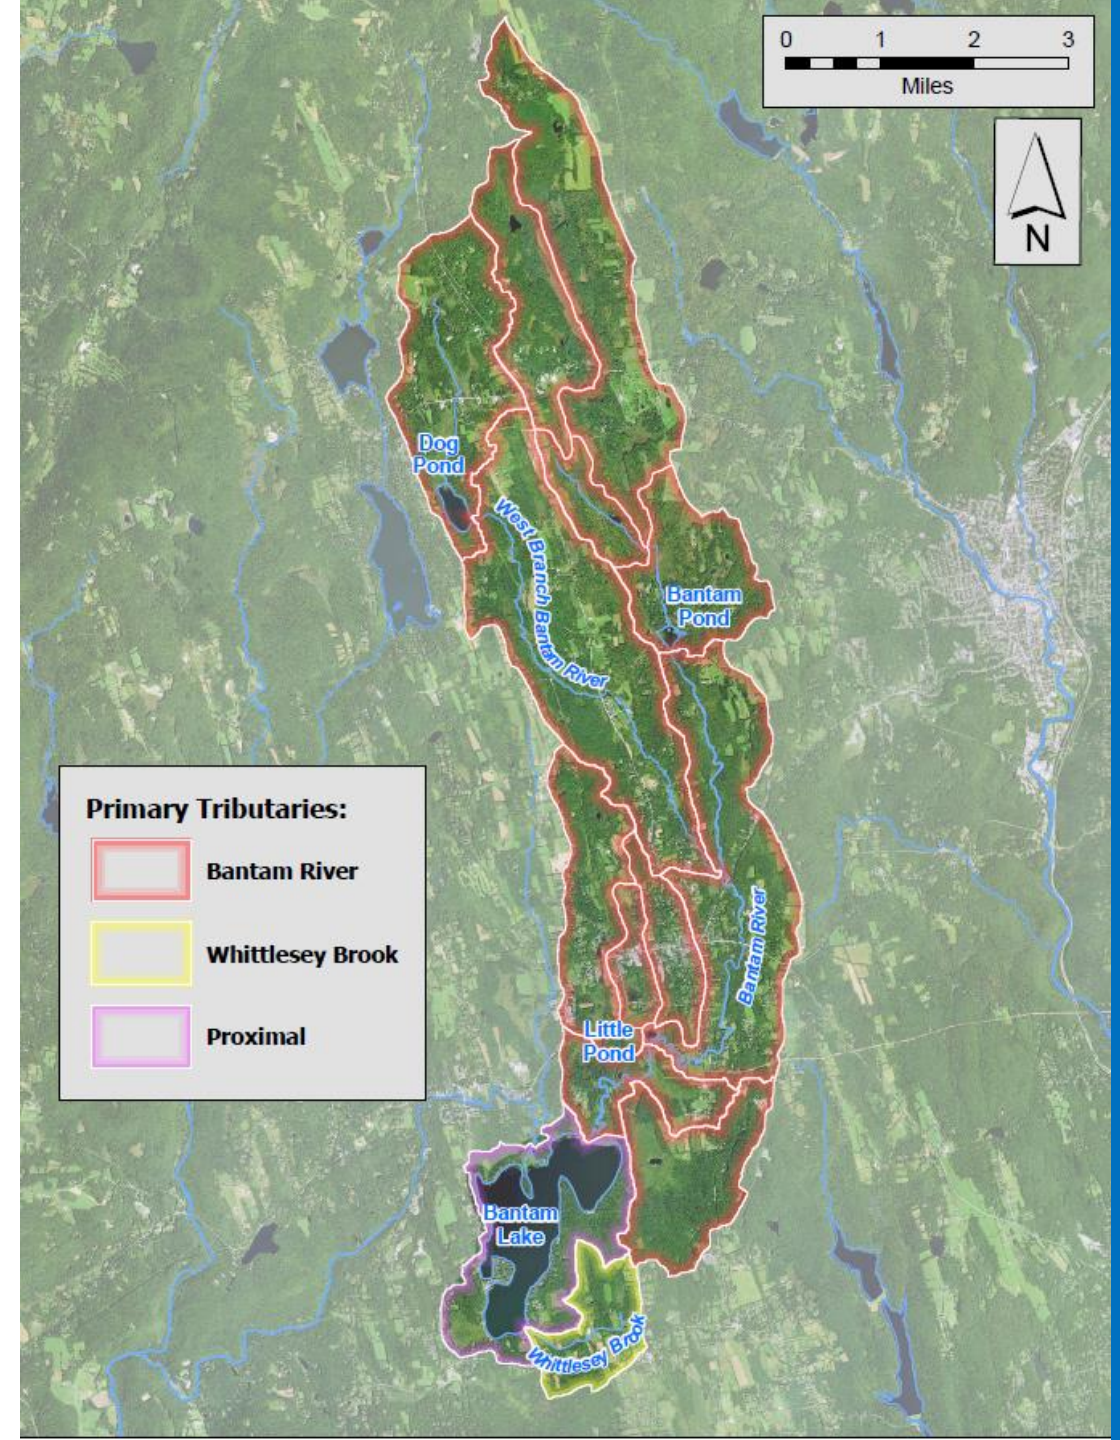 0 1 2 3
Miles
N
Dog
Pond
West Branch Bantam River
Bantam
Pond
Primary Tributaries:
Bantam River
Whittlesey Brook
Proximal
Bantam River
Little
Pond
Bantam
Lake
Whittlesey Brook